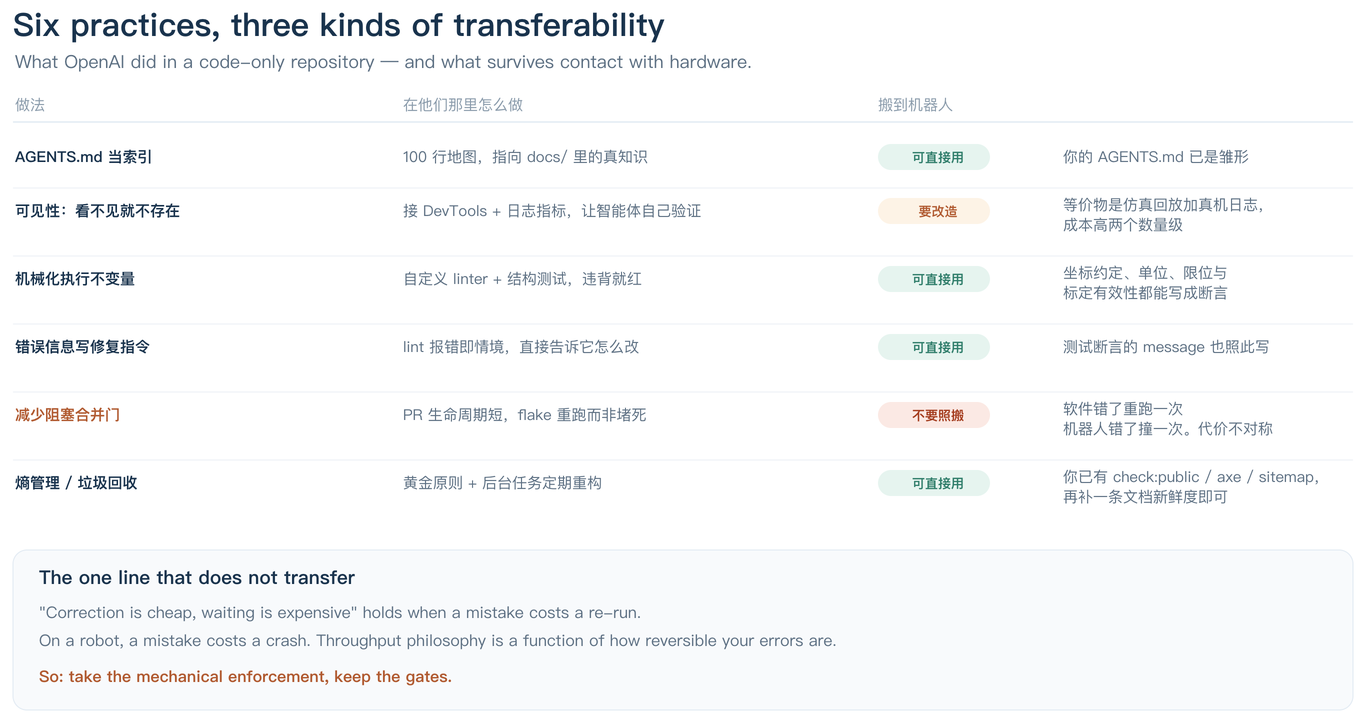 Six practices, three kinds of transferability
What OpenAI did in a code-only repository — and what survives contact with hardware.
做法
在他们那里怎么做
搬到机器人
AGENTS.md 当索引
100 行地图，指向 docs/ 里的真知识
可直接用
你的 AGENTS.md 已是雏形
可见性：看不见就不存在
接 DevTools + 日志指标，让智能体自己验证
要改造
等价物是仿真回放加真机日志，
成本高两个数量级
机械化执行不变量
自定义 linter + 结构测试，违背就红
可直接用
坐标约定、单位、限位与
标定有效性都能写成断言
错误信息写修复指令
lint 报错即情境，直接告诉它怎么改
可直接用
测试断言的 message 也照此写
减少阻塞合并门
PR 生命周期短，flake 重跑而非堵死
不要照搬
软件错了重跑一次
机器人错了撞一次。代价不对称
熵管理 / 垃圾回收
黄金原则 + 后台任务定期重构
可直接用
你已有 check:public / axe / sitemap，
再补一条文档新鲜度即可
The one line that does not transfer
"Correction is cheap, waiting is expensive" holds when a mistake costs a re-run.
On a robot, a mistake costs a crash. Throughput philosophy is a function of how reversible your errors are.
So: take the mechanical enforcement, keep the gates.